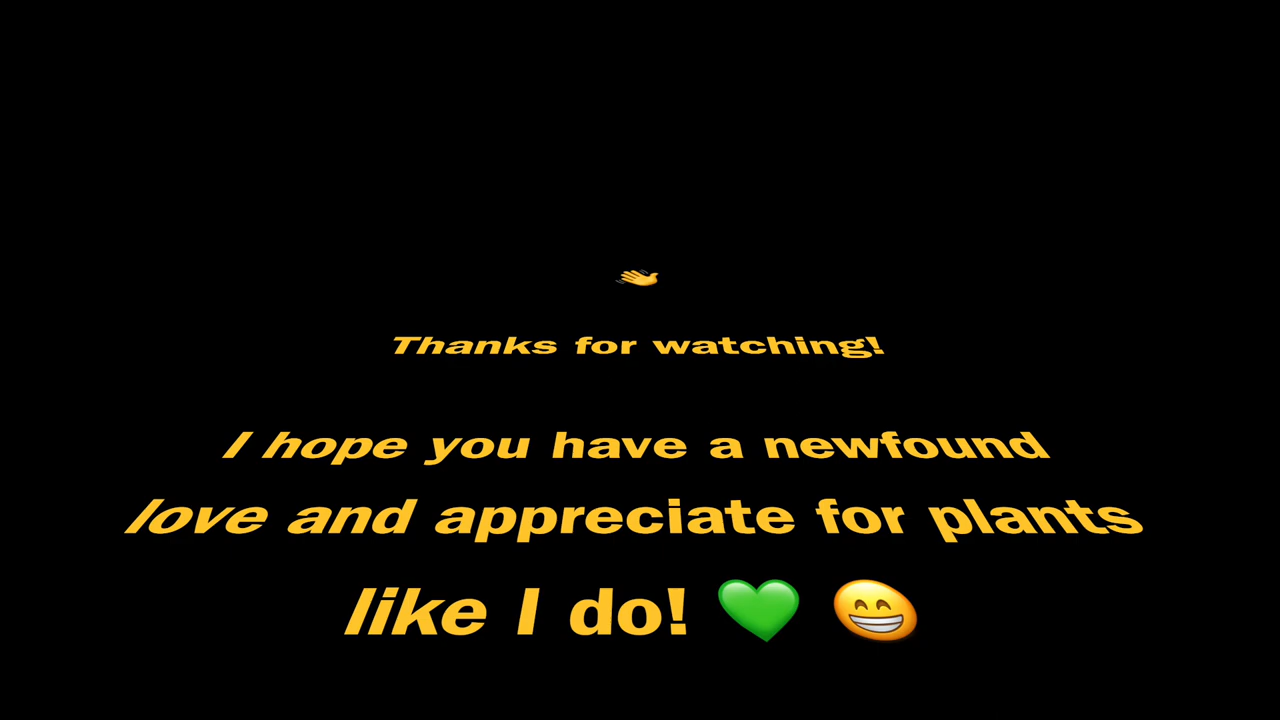 👋
Thanks for watching!
I hope you have a newfound
love and appreciate for plants
like I do! 💚 😁